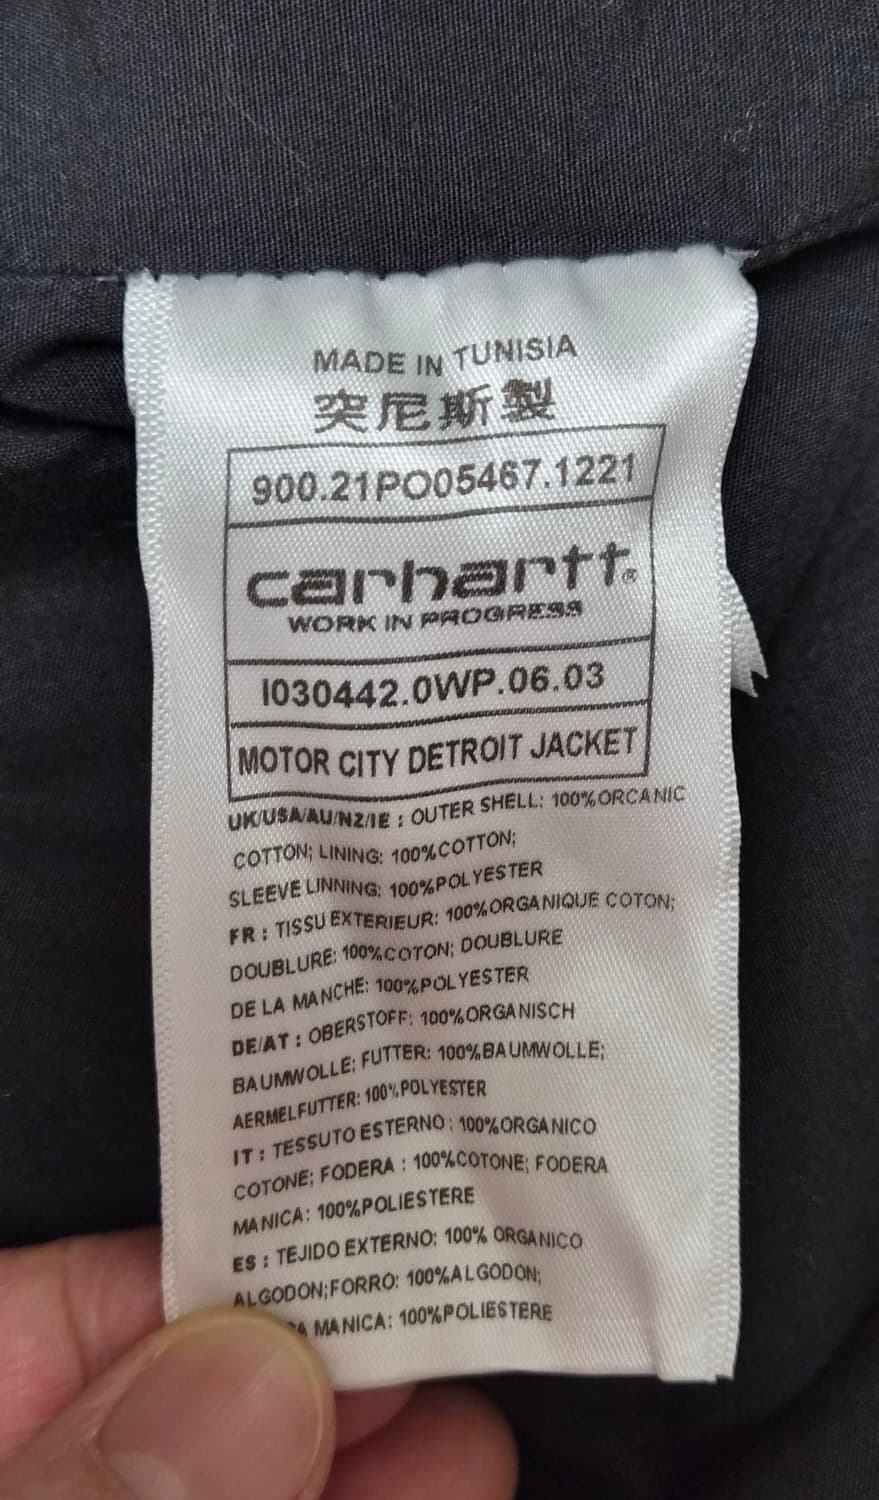 MADE IN TUNISIA
突尼斯製
900.21PO05467.1221
carhartt®
WORK IN PROGRESS
I030442.0WP.06.03
MOTOR CITY DETROIT JACKET
UK/USA/AU/NZ/IE : OUTER SHELL: 100%ORCANIC
COTTON; LINING: 100%COTTON;
SLEEVE LINNING: 100%POLYESTER
FR : TISSU EXTERIEUR: 100%ORGANIQUE COTON;
DOUBLURE: 100%COTON; DOUBLURE
DE LA MANCHE: 100%POLYESTER
DE/AT : OBERSTOFF: 100%ORGANISCH
BAUMWOLLE; FUTTER: 100%BAUMWOLLE;
AERMELFUTTER: 100%POLYESTER
IT : TESSUTO ESTERNO : 100%ORGANICO
COTONE; FODERA : 100%COTONE; FODERA
MANICA: 100%POLIESTERE
ES : TEJIDO EXTERNO: 100% ORGANICO
ALGODON;FORRO: 100%ALGODON;
MANICA: 100%POLIESTERE